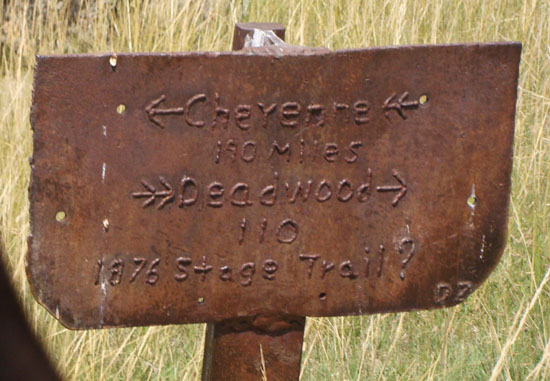 Cheyenne
190 Miles
Deadwood
110
1876 Stage Trail?